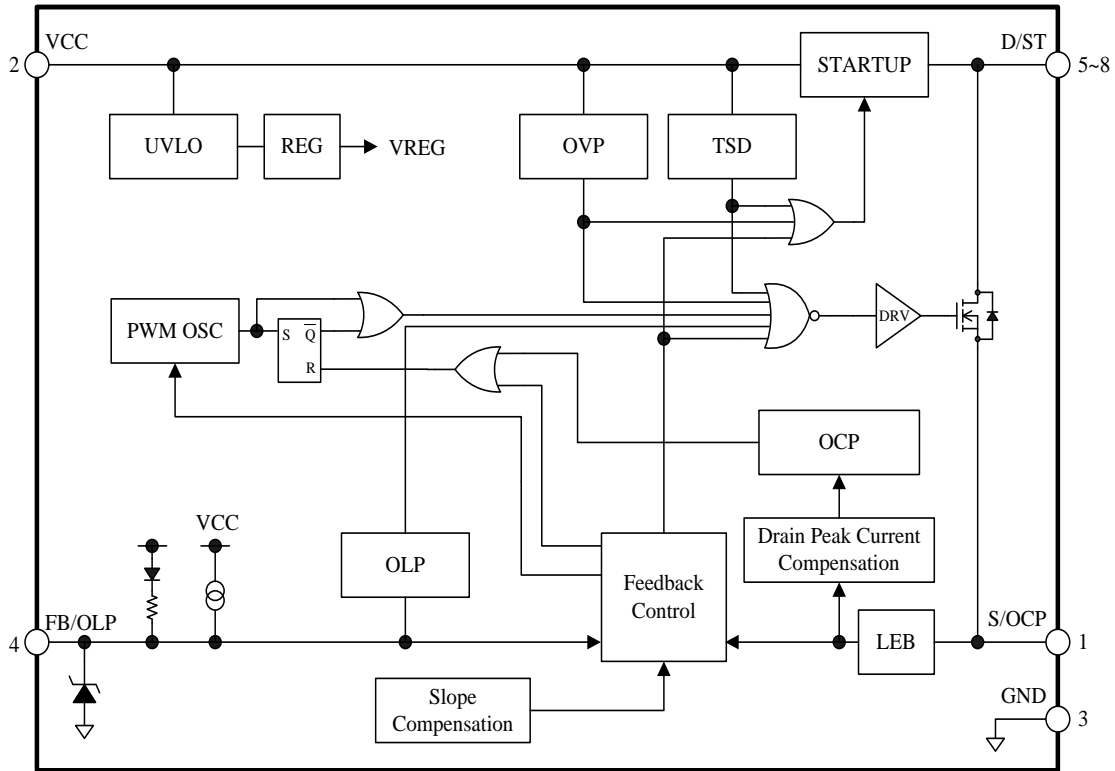 VCC
D/ST
2
5~8
STARTUP
UVLO
REG
VREG
OVP
TSD
PWM OSC
S
Q
R
DRV
OCP
VCC
Drain Peak Current
Compensation
OLP
Feedback
Control
FB/OLP
S/OCP
4
LEB
1
Slope
Compensation
GND
3